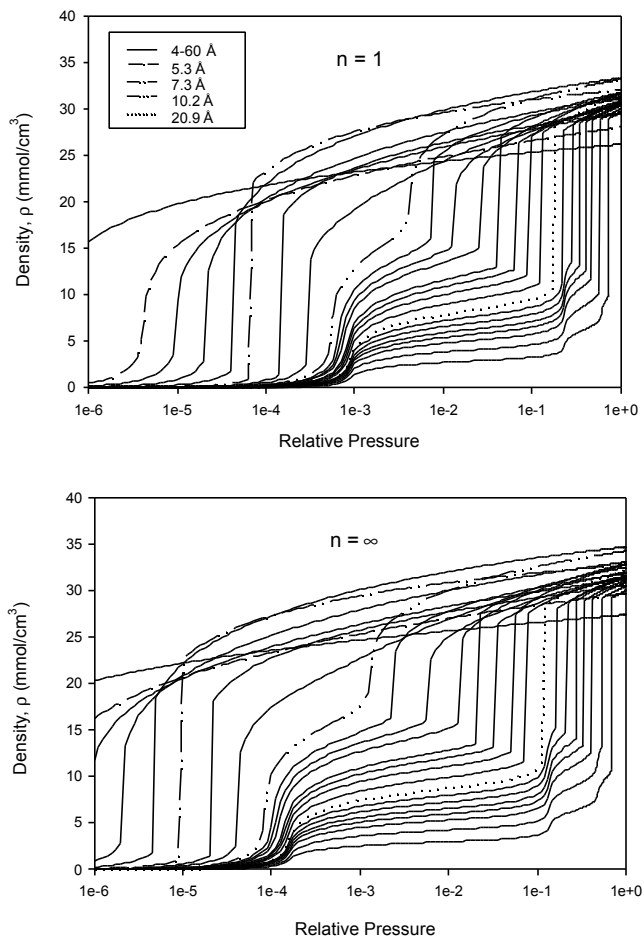 40
35
30
25
20
15
10
5
0
Density, ρ (mmol/cm³)
4-60 Å
5.3 Å
7.3 Å
10.2 Å
20.9 Å
n = 1
1e-6 1e-5 1e-4 1e-3 1e-2 1e-1 1e+0
Relative Pressure
40
35
30
25
20
15
10
5
0
Density, ρ (mmol/cm³)
n = ∞
1e-6 1e-5 1e-4 1e-3 1e-2 1e-1 1e+0
Relative Pressure